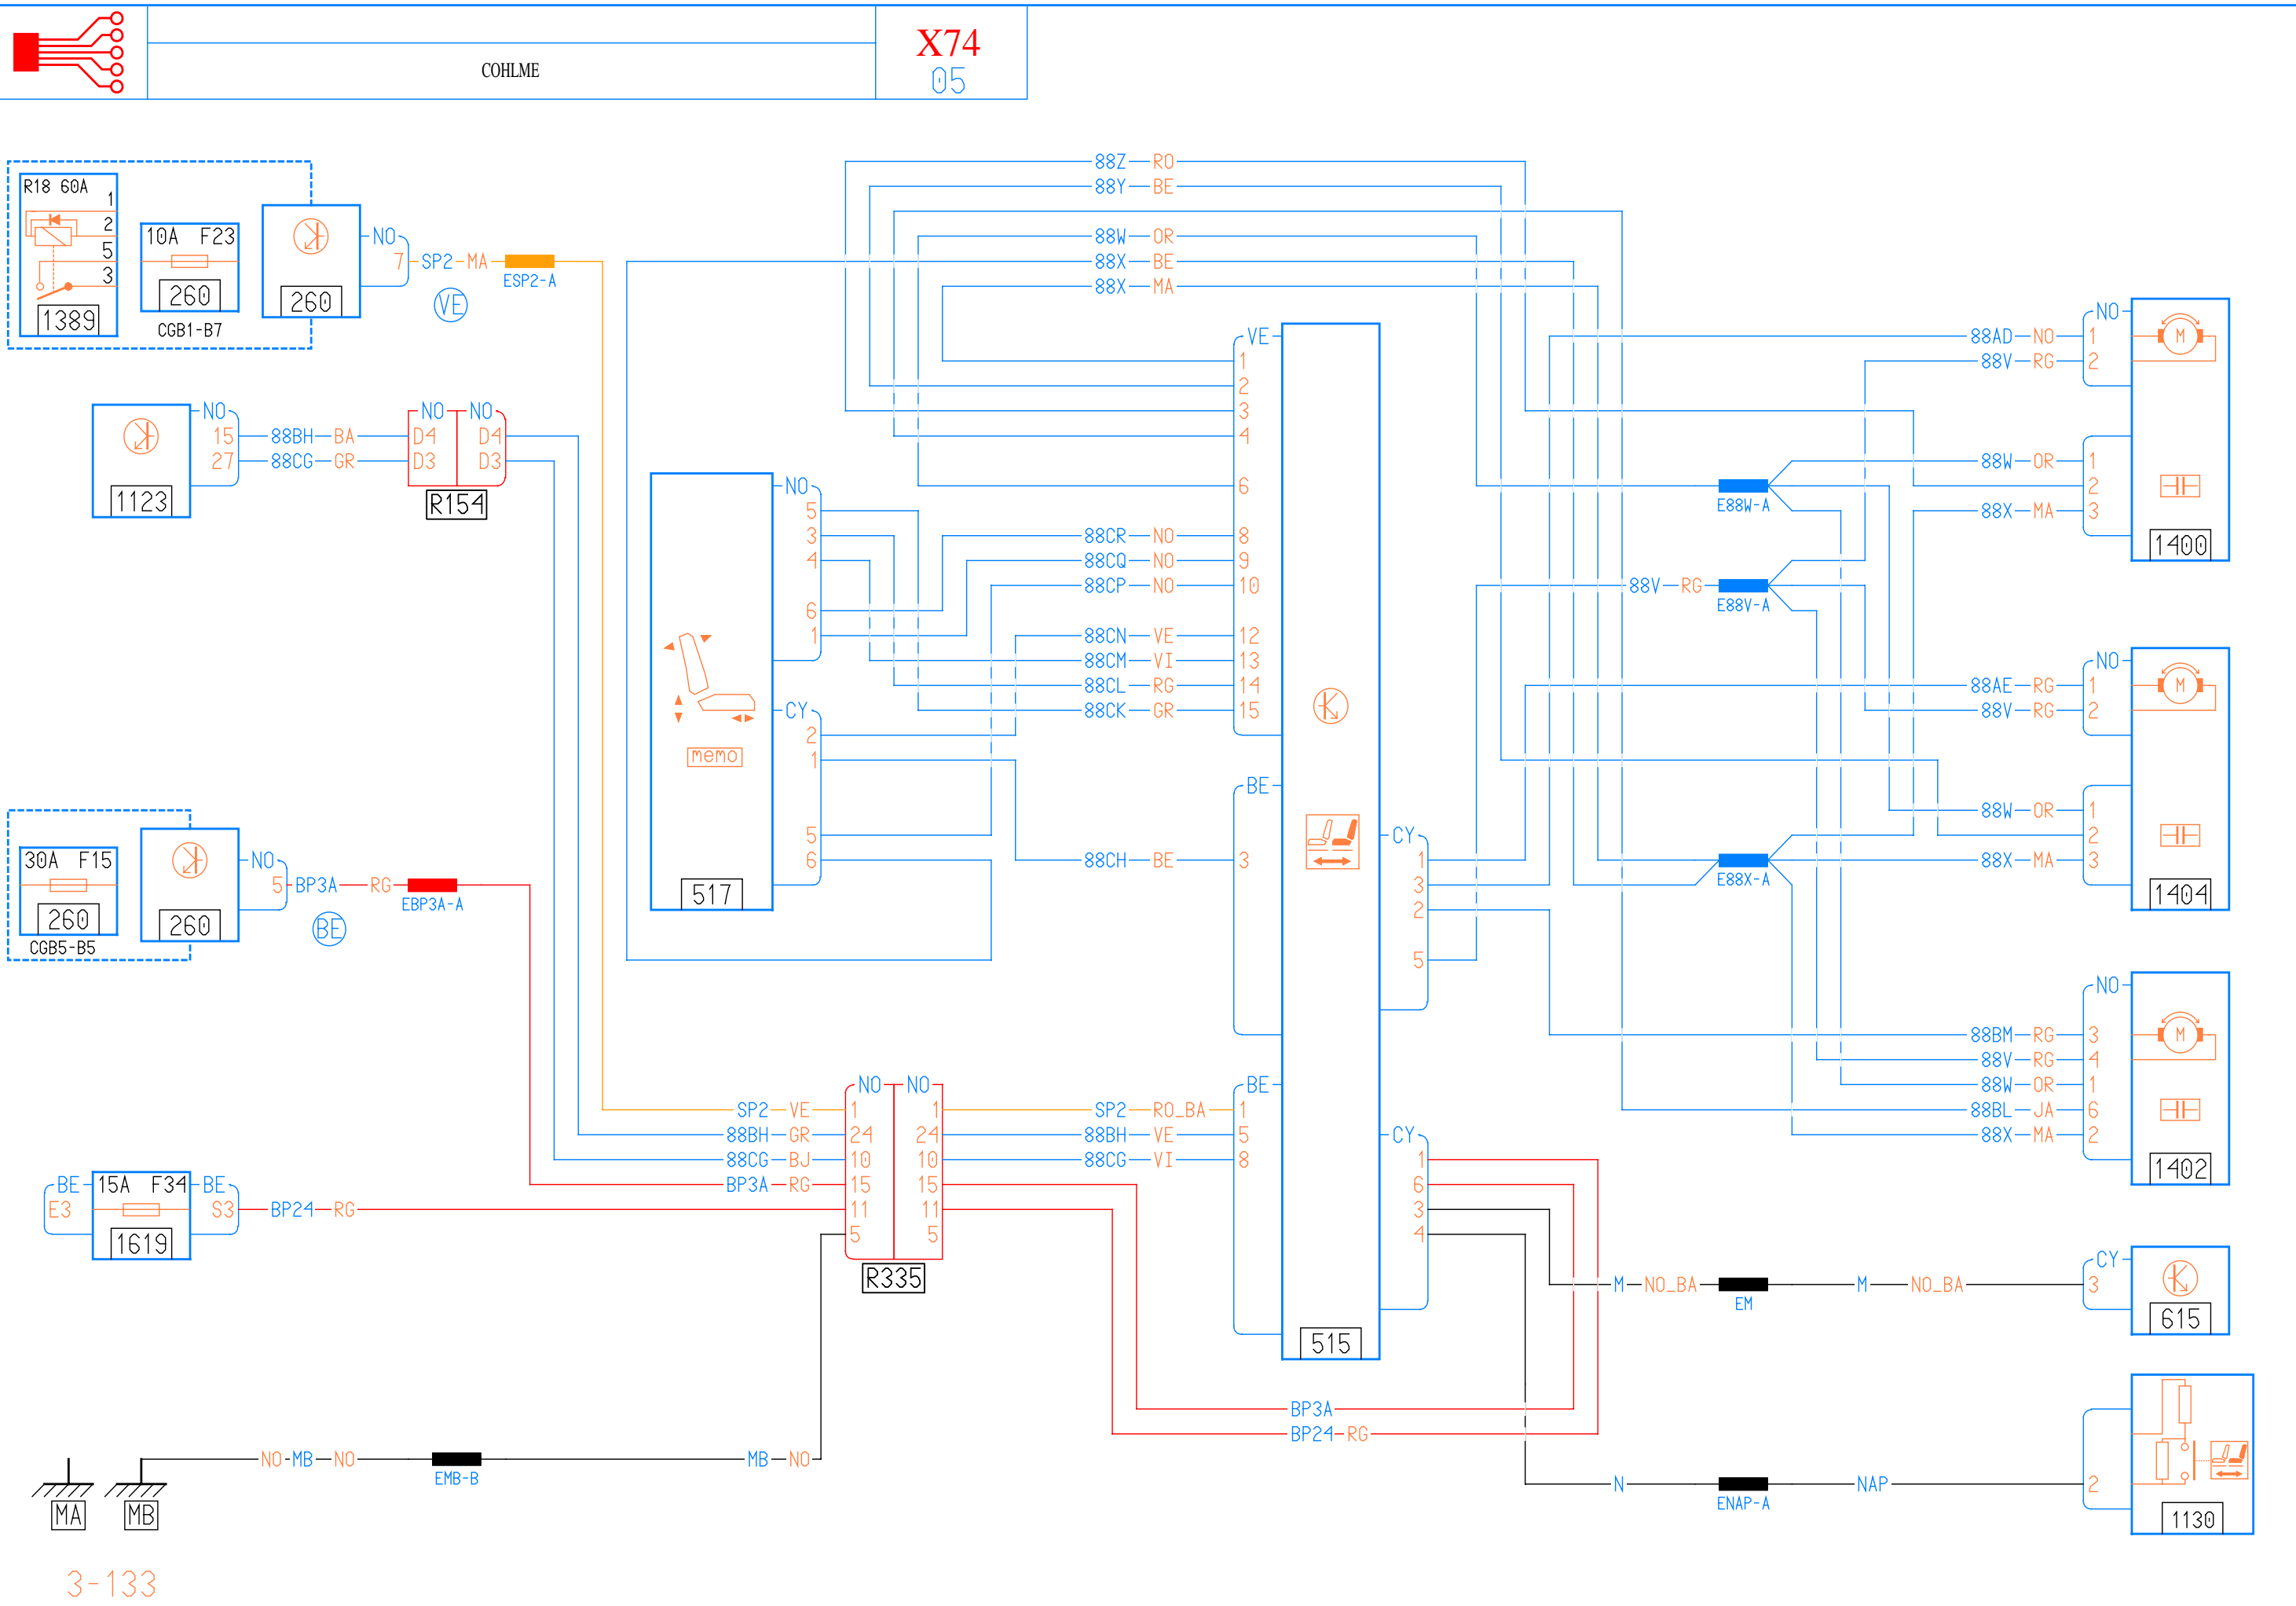 COHLME
X74
05
88Z RO
88Y BE
88W OR
88X BE
88X MA
R18 60A
1
2
5
3
1389
10A F23
260
CGB1-B7
260
NO
7 SP2 MA
ESP2-A
VE
1123
NO
15 88BH BA
27 88CG GR
NO NO
D4 D4
D3 D3
R154
517
memo
NO
5
3
4
6
1
CY
2
1
5
6
88CR NO
88CQ NO
88CP NO
88CN VE
88CM VI
88CL RG
88CK GR
88CH BE
VE
1
2
3
4
6
8
9
10
12
13
14
15
BE
3
BE
1
5
8
515
CY
1
3
2
5
CY
1
6
3
4
30A F15
260
CGB5-B5
260
NO
5 BP3A RG
EBP3A-A
BE
BE
E3
15A F34
1619
BE
S3 BP24 RG
SP2 VE
88BH GR
88CG BJ
BP3A RG
NO NO
1 1
24 24
10 10
15 15
11 11
5 5
R335
SP2 RO_BA
88BH VE
88CG VI
BP3A
BP24 RG
MA
MB
NO MB NO
EMB-B
MB NO
88V RG
E88W-A
E88V-A
E88X-A
88AD NO
88V RG
NO
1
2
88W OR 1
2
88X MA 3
1400
M
88AE RG
88V RG
NO
1
2
88W OR 1
2
88X MA 3
1404
M
NO
88BM RG 3
88V RG 4
88W OR 1
88BL JA 6
88X MA 2
1402
M
M NO_BA
EM
M NO_BA
CY
3
615
N
ENAP-A
NAP
2
1130
3-133